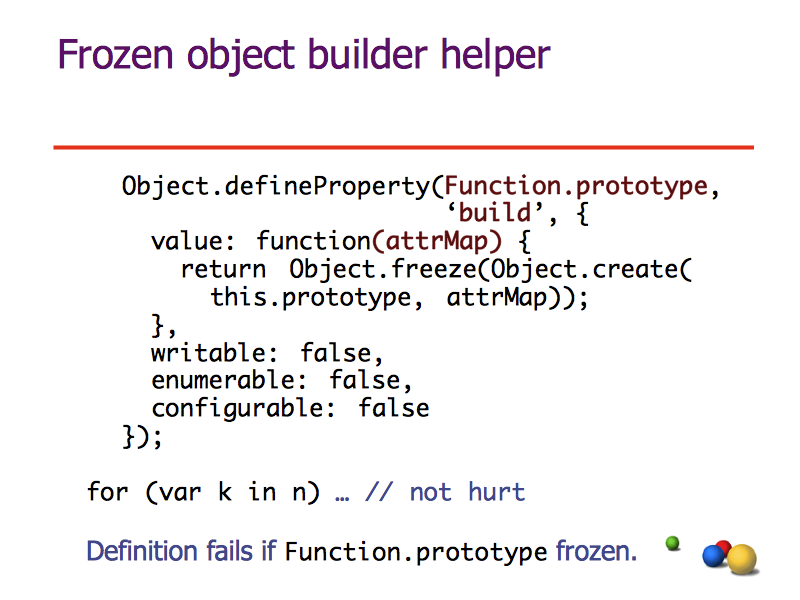 Frozen object builder helper
Object.defineProperty(Function.prototype,
‘build’, {
value: function(attrMap) {
return Object.freeze(Object.create(
this.prototype, attrMap));
},
writable: false,
enumerable: false,
configurable: false
});
for (var k in n) … // not hurt
Definition fails if Function.prototype frozen.